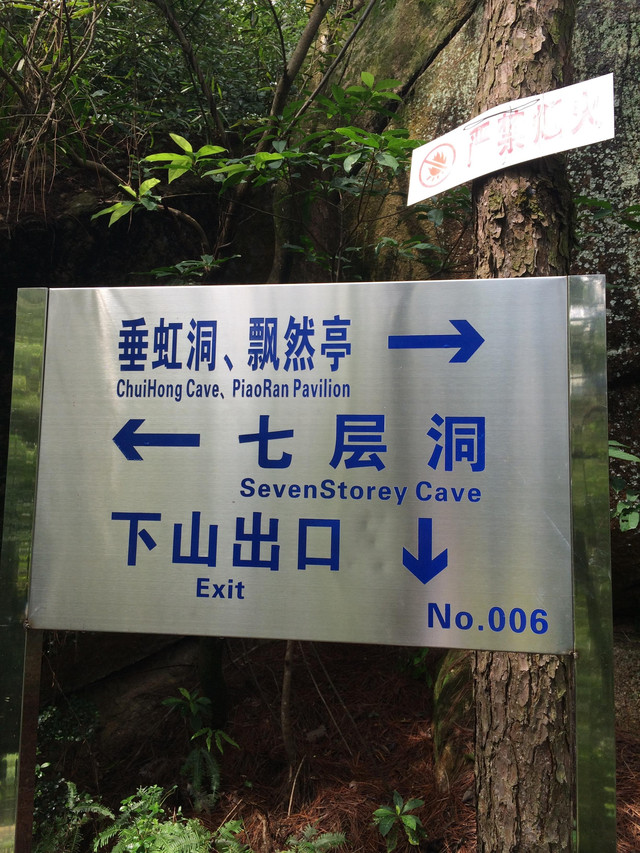 严禁火火
垂虹洞、飘然亭
ChuiHong Cave、PiaoRan Pavilion
七层洞
SevenStorey Cave
下山出口
Exit
No.006